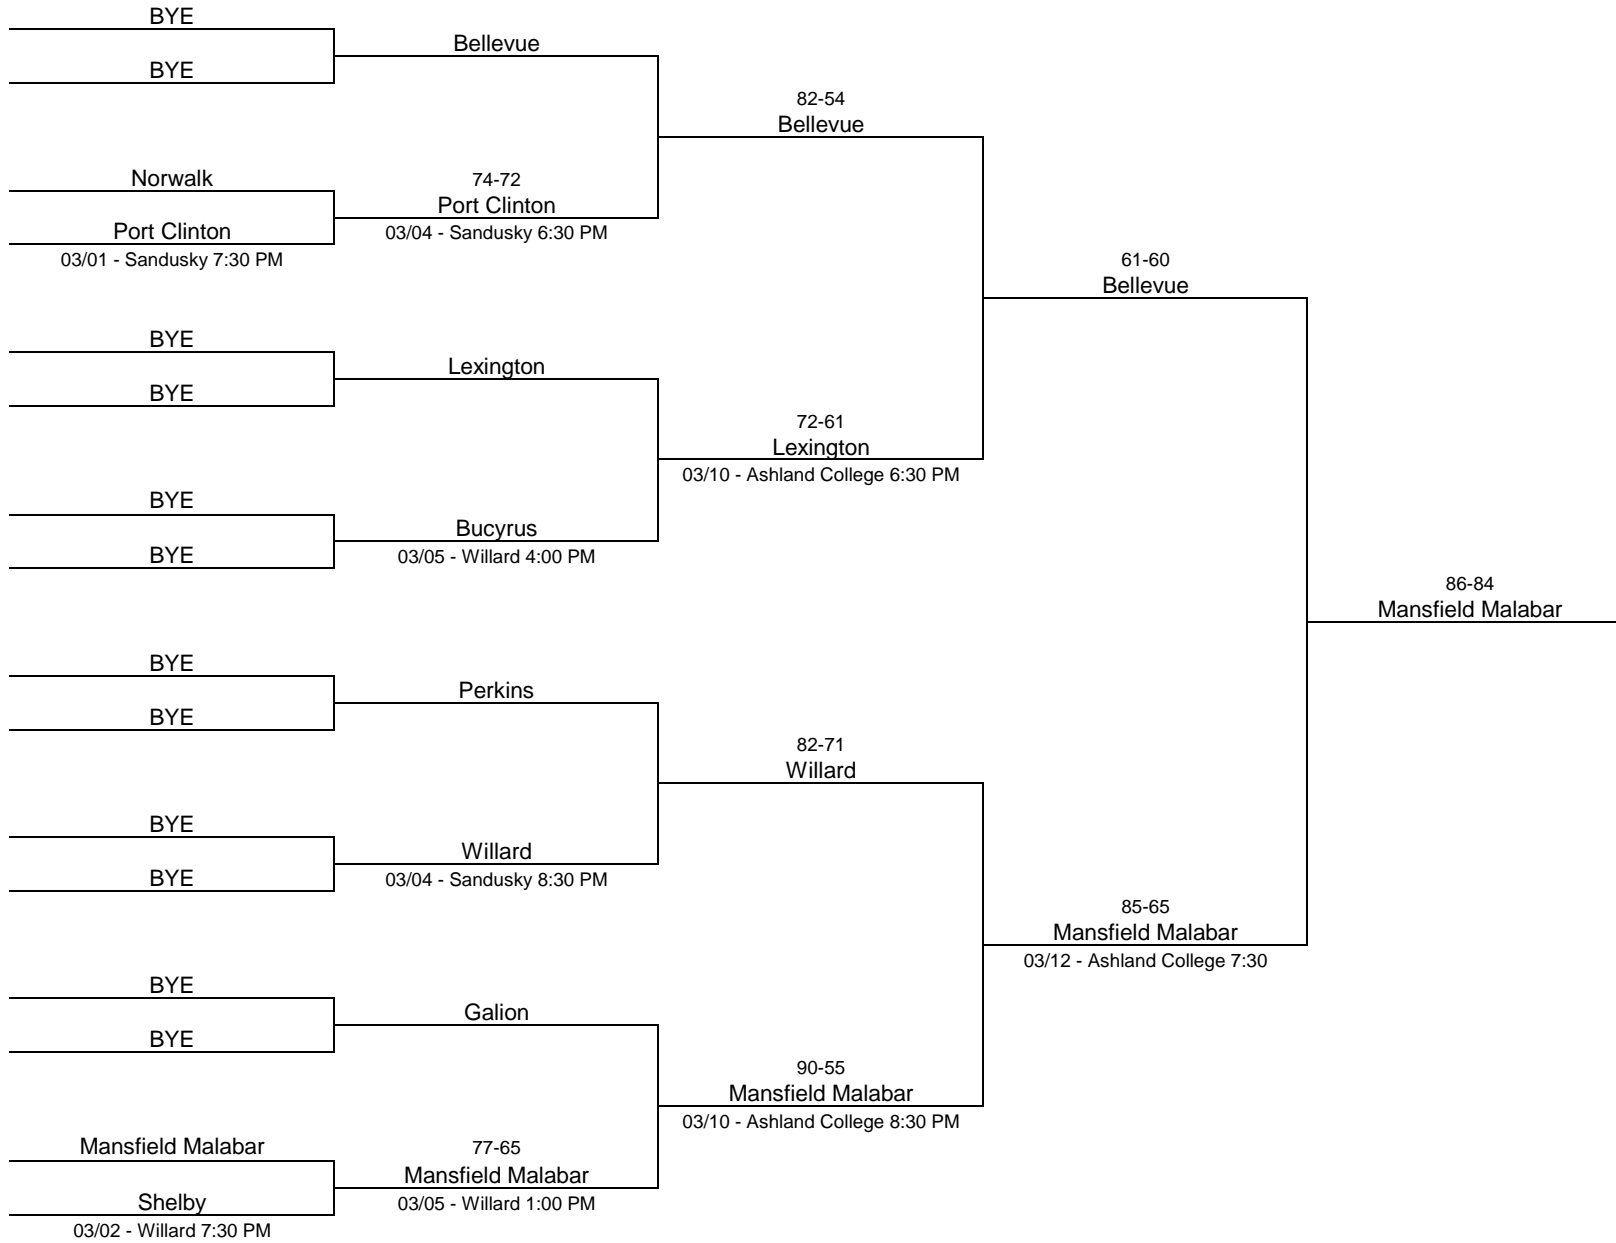 BYE
BYE
Norwalk
Port Clinton
03/01 - Sandusky 7:30 PM
BYE
BYE
BYE
BYE
BYE
BYE
BYE
BYE
BYE
BYE
Mansfield Malabar
Shelby
03/02 - Willard 7:30 PM
Bellevue
74-72
Port Clinton
03/04 - Sandusky 6:30 PM
Lexington
Bucyrus
03/05 - Willard 4:00 PM
Perkins
Willard
03/04 - Sandusky 8:30 PM
Galion
77-65
Mansfield Malabar
03/05 - Willard 1:00 PM
82-54
Bellevue
72-61
Lexington
03/10 - Ashland College 6:30 PM
82-71
Willard
90-55
Mansfield Malabar
03/10 - Ashland College 8:30 PM
61-60
Bellevue
85-65
Mansfield Malabar
03/12 - Ashland College 7:30
86-84
Mansfield Malabar